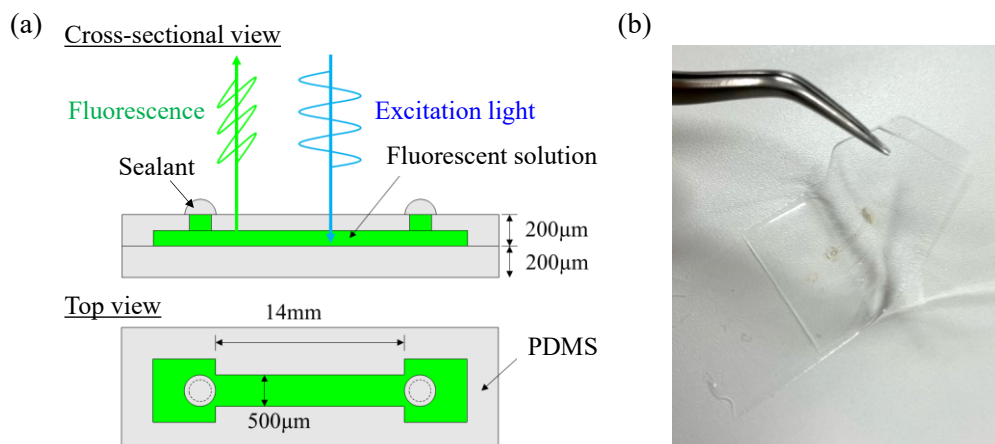 (a)
Cross-sectional view
Fluorescence
Excitation light
Sealant
Fluorescent solution
200μm
200μm
Top view
14mm
PDMS
500μm
(b)